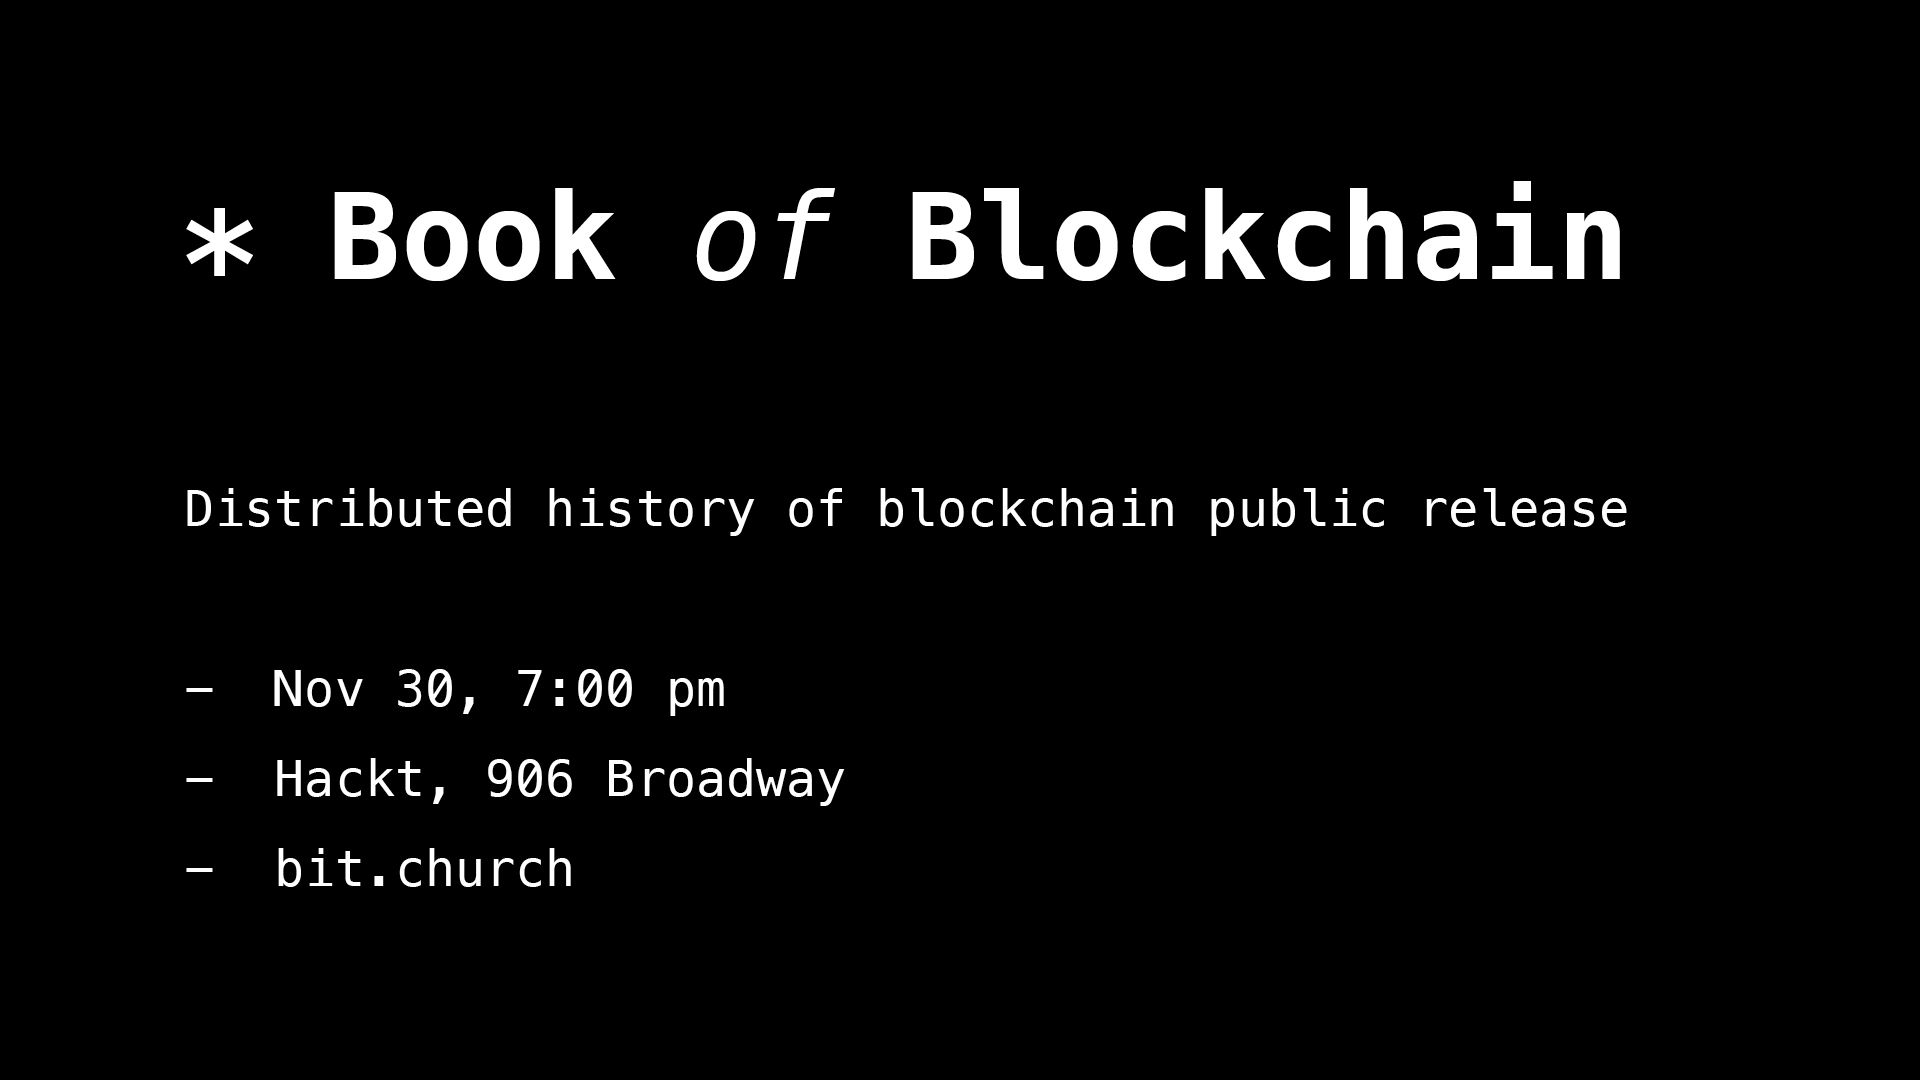 * Book of Blockchain
Distributed history of blockchain public release
– Nov 30, 7:00 pm
– Hackt, 906 Broadway
– bit.church